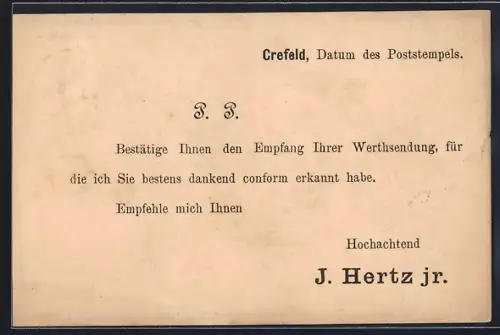 Crefeld, Datum des Poststempels.
P. P.
Bestätige Ihnen den Empfang Ihrer Werthsendung, für
die ich Sie bestens dankend conform erkannt habe.
Empfehle mich Ihnen
Hochachtend
J. Hertz jr.